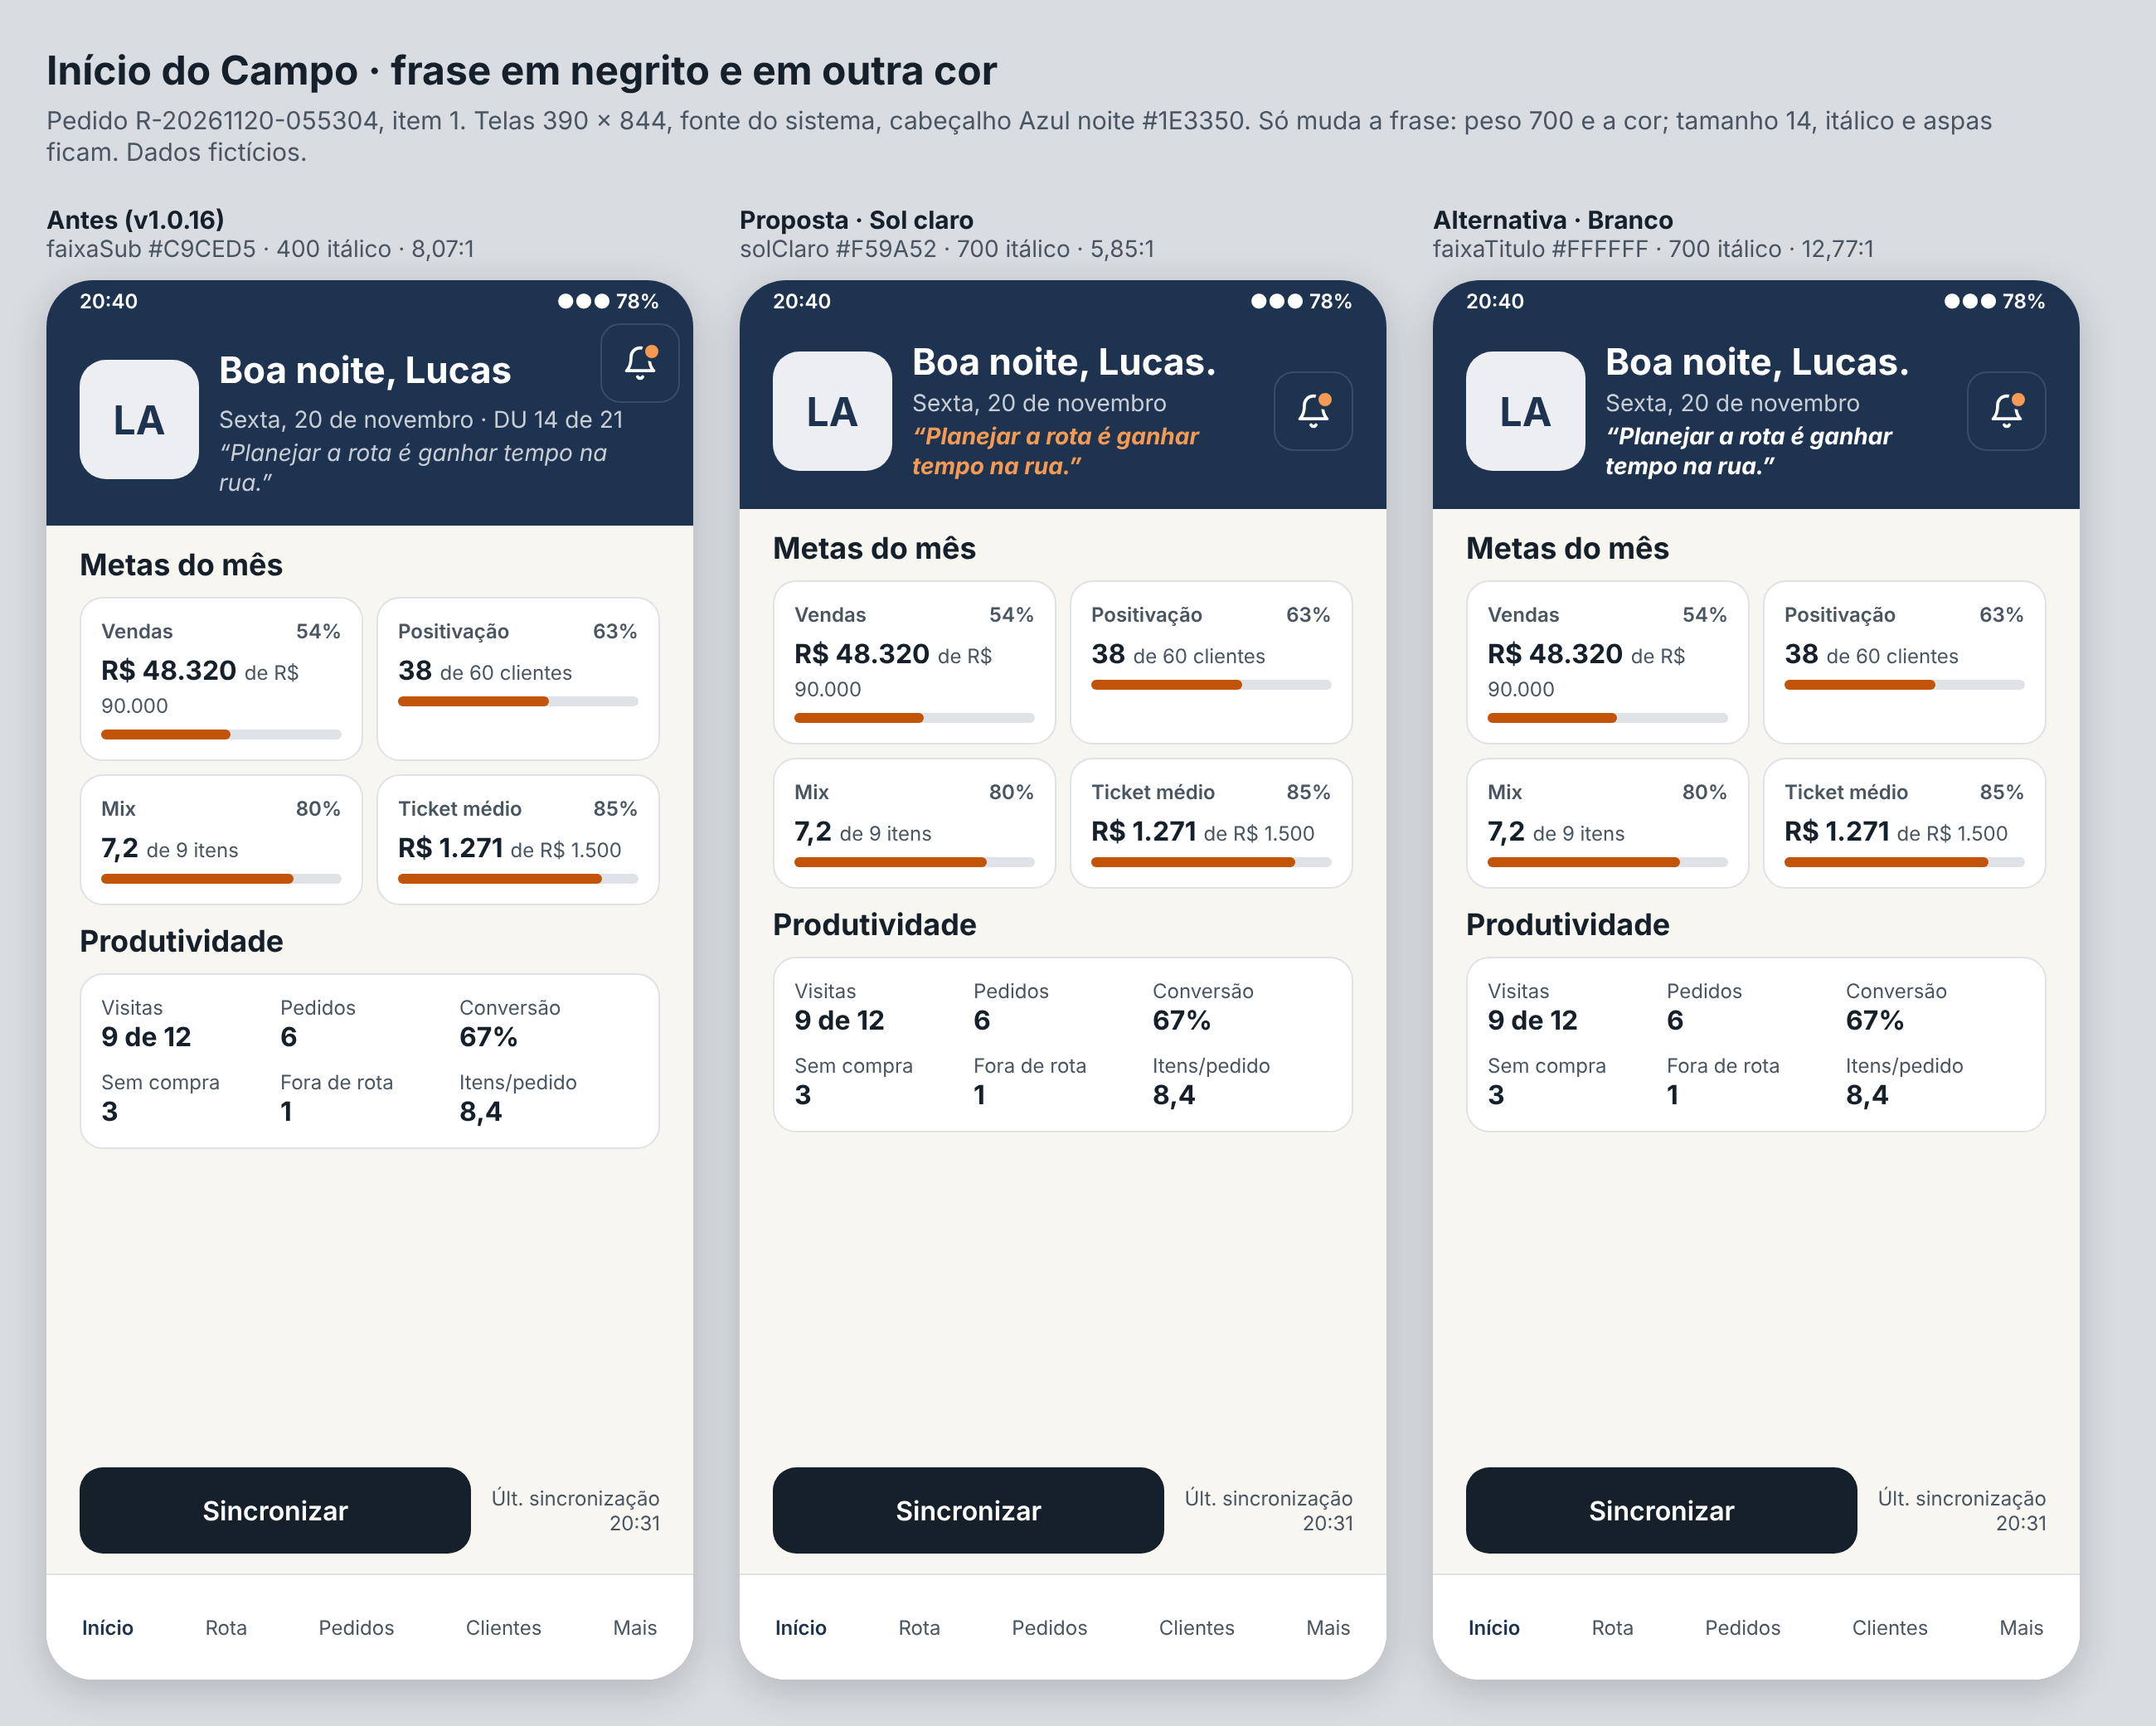 Início do Campo · frase em negrito e em outra cor
Pedido R-20261120-055304, item 1. Telas 390 × 844, fonte do sistema, cabeçalho Azul noite #1E3350. Só muda a frase: peso 700 e a cor; tamanho 14, itálico e aspas
ficam. Dados fictícios.
Antes (v1.0.16)
faixaSub #C9CED5 · 400 itálico · 8,07:1
20:40
78%
LA
Boa noite, Lucas
Sexta, 20 de novembro · DU 14 de 21
“Planejar a rota é ganhar tempo na
rua.”
Metas do mês
Vendas 54%
R$ 48.320 de R$
90.000
Positivação 63%
38 de 60 clientes
Mix 80%
7,2 de 9 itens
Ticket médio 85%
R$ 1.271 de R$ 1.500
Produtividade
Visitas Pedidos Conversão
9 de 12 6 67%
Sem compra Fora de rota Itens/pedido
3 1 8,4
Sincronizar
Últ. sincronização
20:31
Início Rota Pedidos Clientes Mais
Proposta · Sol claro
solClaro #F59A52 · 700 itálico · 5,85:1
20:40
78%
LA
Boa noite, Lucas.
Sexta, 20 de novembro
“Planejar a rota é ganhar
tempo na rua.”
Metas do mês
Vendas 54%
R$ 48.320 de R$
90.000
Positivação 63%
38 de 60 clientes
Mix 80%
7,2 de 9 itens
Ticket médio 85%
R$ 1.271 de R$ 1.500
Produtividade
Visitas Pedidos Conversão
9 de 12 6 67%
Sem compra Fora de rota Itens/pedido
3 1 8,4
Sincronizar
Últ. sincronização
20:31
Início Rota Pedidos Clientes Mais
Alternativa · Branco
faixaTitulo #FFFFFF · 700 itálico · 12,77:1
20:40
78%
LA
Boa noite, Lucas.
Sexta, 20 de novembro
“Planejar a rota é ganhar
tempo na rua.”
Metas do mês
Vendas 54%
R$ 48.320 de R$
90.000
Positivação 63%
38 de 60 clientes
Mix 80%
7,2 de 9 itens
Ticket médio 85%
R$ 1.271 de R$ 1.500
Produtividade
Visitas Pedidos Conversão
9 de 12 6 67%
Sem compra Fora de rota Itens/pedido
3 1 8,4
Sincronizar
Últ. sincronização
20:31
Início Rota Pedidos Clientes Mais